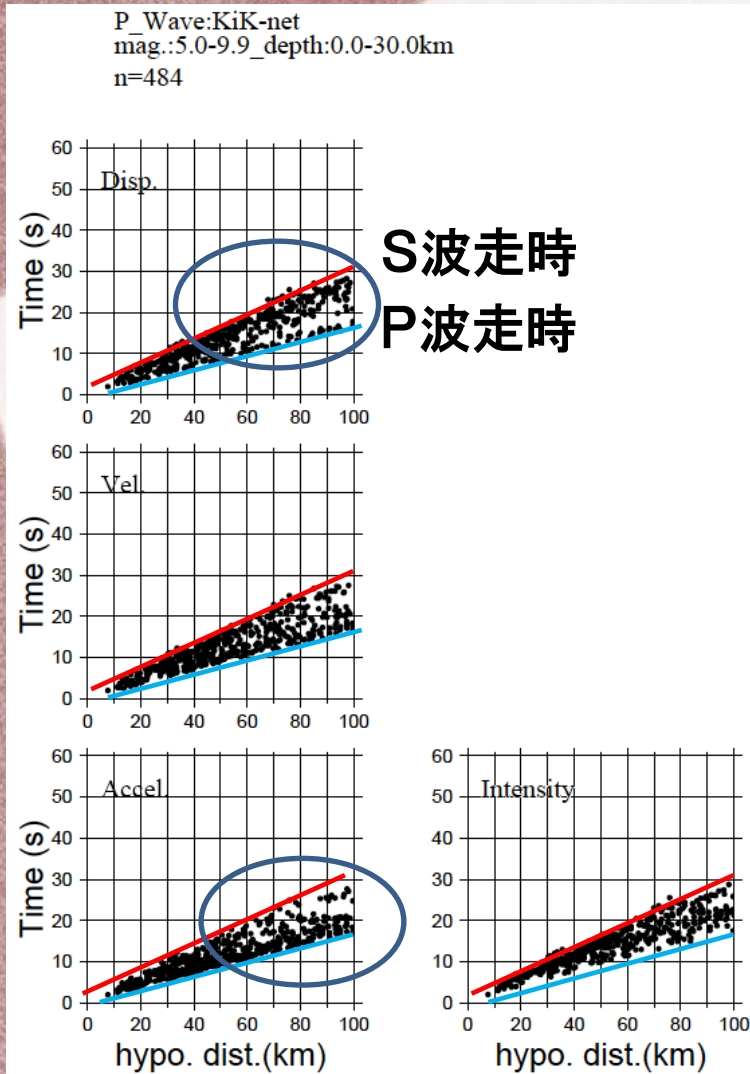 P_Wave:KiK-net
mag.:5.0-9.9_depth:0.0-30.0km
n=484
Disp.
Time (s)
60
50
40
30
20
10
0
0 20 40 60 80 100
S波走時
P波走時
Vel.
Time (s)
60
50
40
30
20
10
0
0 20 40 60 80 100
Accel.
Time (s)
60
50
40
30
20
10
0
0 20 40 60 80 100
hypo. dist.(km)
Intensity
60
50
40
30
20
10
0
0 20 40 60 80 100
hypo. dist.(km)